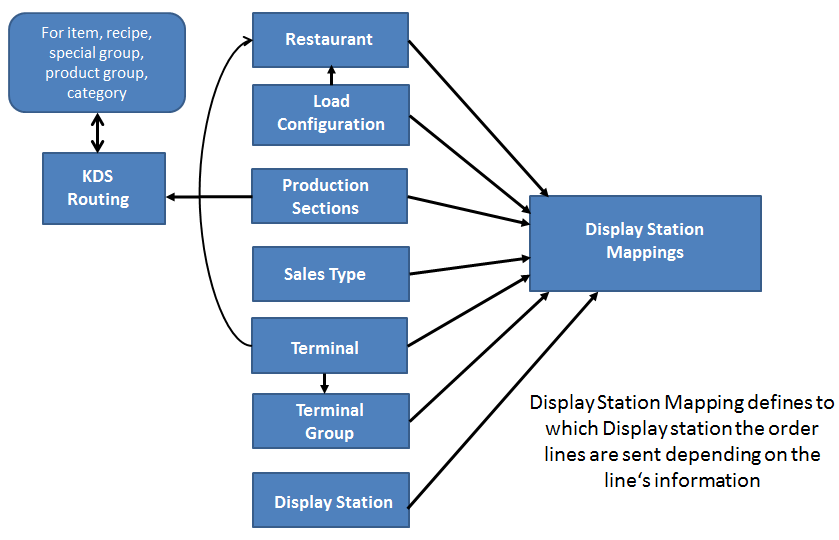 For item, recipe,
special group,
product group,
category
KDS
Routing
Restaurant
Load
Configuration
Production
Sections
Sales Type
Terminal
Terminal
Group
Display Station
Display Station
Mappings
Display Station Mapping defines to
which Display station the order
lines are sent depending on the
line‘s information